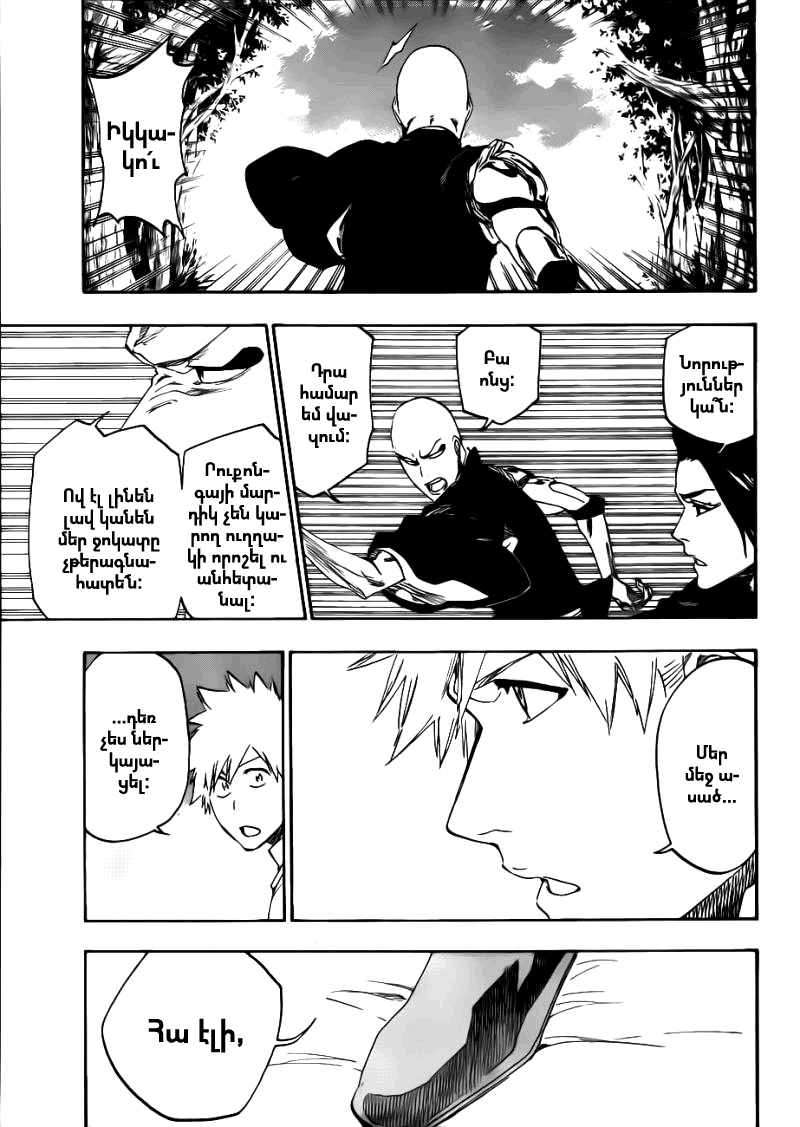 Իկկա-
կո՜ւ
Նորութ-
յուններ
կա՞ն:
Բա
ոնց:
Դրա
համար
եմ վա-
զում:
Րուքոն-
գայի մար-
դիկ չեն կա-
րող ուղղա-
կի որոշել ու
անհետա-
նալ:
Ով էլ լինեն
լավ կանեն
մեր ջոկատը
չթերագնա-
հատեն:
Մեր
մեջ ա-
սած...
...դեռ
չես ներ-
կայա-
ցել:
Հա էլի,